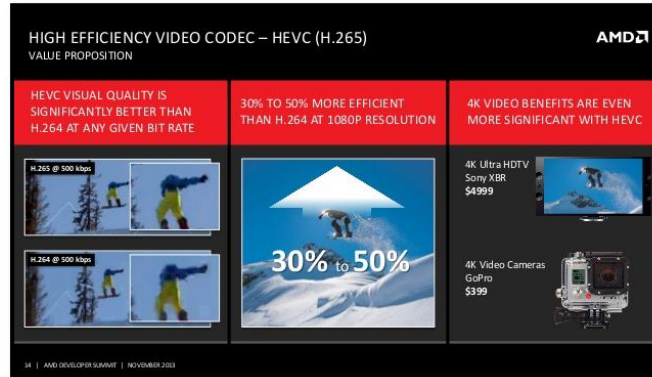 HIGH EFFICIENCY VIDEO CODEC – HEVC (H.265)
VALUE PROPOSITION
AMD
HEVC VISUAL QUALITY IS
SIGNIFICANTLY BETTER THAN
H.264 AT ANY GIVEN BIT RATE
30% TO 50% MORE EFFICIENT
THAN H.264 AT 1080P RESOLUTION
4K VIDEO BENEFITS ARE EVEN
MORE SIGNIFICANT WITH HEVC
H.265 @ 500 kbps
H.264 @ 500 kbps
30% to 50%
4K Ultra HDTV
Sony XBR
$4999
4K Video Cameras
GoPro
$399
14 | AMD DEVELOPER SUMMIT | NOVEMBER 2013